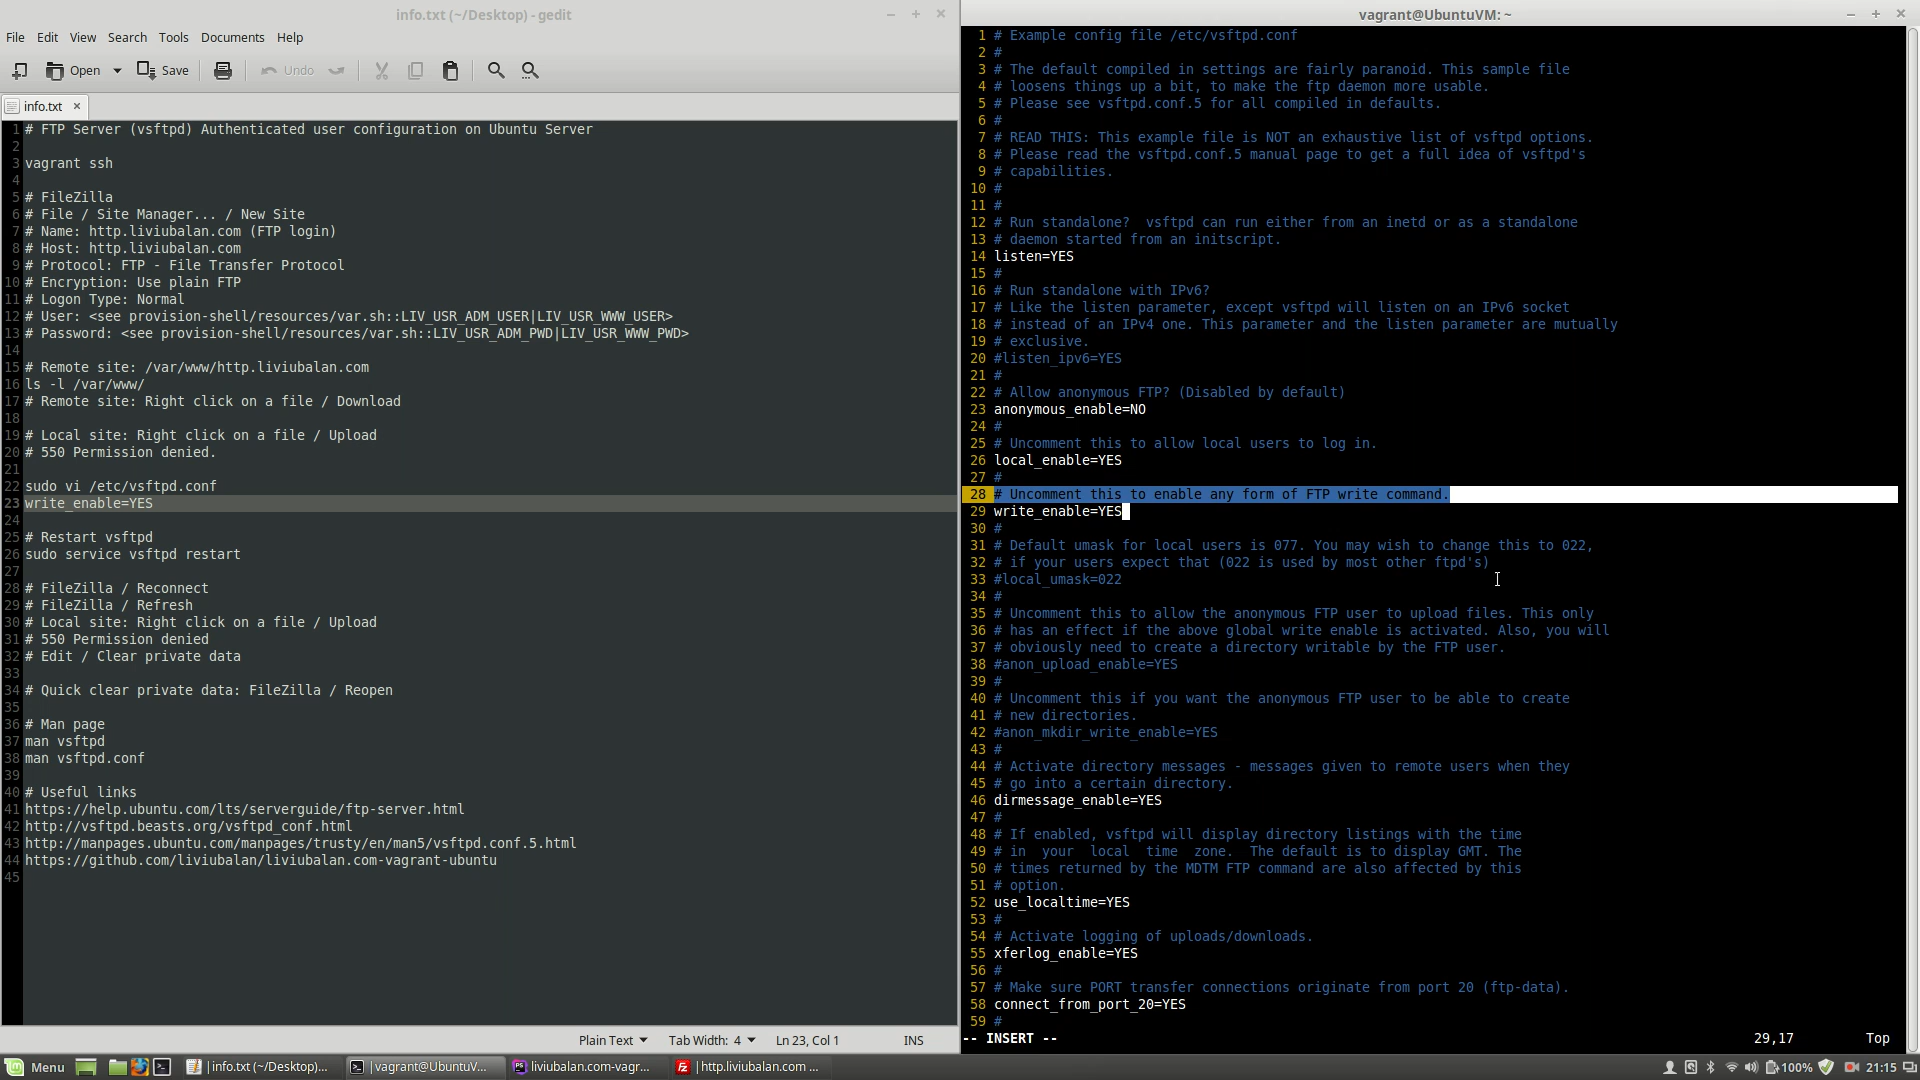 info.txt (~/Desktop) - gedit
File Edit View Search Tools Documents Help
Open Save Undo
info.txt ×
1 # FTP Server (vsftpd) Authenticated user configuration on Ubuntu Server
2
3 vagrant ssh
4
5 # FileZilla
6 # File / Site Manager... / New Site
7 # Name: http.liviubalan.com (FTP login)
8 # Host: http.liviubalan.com
9 # Protocol: FTP - File Transfer Protocol
10 # Encryption: Use plain FTP
11 # Logon Type: Normal
12 # User: <see provision-shell/resources/var.sh::LIV_USR_ADM_USER|LIV_USR_WWW_USER>
13 # Password: <see provision-shell/resources/var.sh::LIV_USR_ADM_PWD|LIV_USR_WWW_PWD>
14
15 # Remote site: /var/www/http.liviubalan.com
16 ls -l /var/www/
17 # Remote site: Right click on a file / Download
18
19 # Local site: Right click on a file / Upload
20 # 550 Permission denied.
21
22 sudo vi /etc/vsftpd.conf
23 write_enable=YES
24
25 # Restart vsftpd
26 sudo service vsftpd restart
27
28 # FileZilla / Reconnect
29 # FileZilla / Refresh
30 # Local site: Right click on a file / Upload
31 # 550 Permission denied
32 # Edit / Clear private data
33
34 # Quick clear private data: FileZilla / Reopen
35
36 # Man page
37 man vsftpd
38 man vsftpd.conf
39
40 # Useful links
41 https://help.ubuntu.com/lts/serverguide/ftp-server.html
42 http://vsftpd.beasts.org/vsftpd_conf.html
43 http://manpages.ubuntu.com/manpages/trusty/en/man5/vsftpd.conf.5.html
44 https://github.com/liviubalan/liviubalan.com-vagrant-ubuntu
45
Plain Text Tab Width: 4 Ln 23, Col 1 INS
vagrant@UbuntuVM: ~
1 # Example config file /etc/vsftpd.conf
2 #
3 # The default compiled in settings are fairly paranoid. This sample file
4 # loosens things up a bit, to make the ftp daemon more usable.
5 # Please see vsftpd.conf.5 for all compiled in defaults.
6 #
7 # READ THIS: This example file is NOT an exhaustive list of vsftpd options.
8 # Please read the vsftpd.conf.5 manual page to get a full idea of vsftpd's
9 # capabilities.
10 #
11 #
12 # Run standalone?  vsftpd can run either from an inetd or as a standalone
13 # daemon started from an initscript.
14 listen=YES
15 #
16 # Run standalone with IPv6?
17 # Like the listen parameter, except vsftpd will listen on an IPv6 socket
18 # instead of an IPv4 one. This parameter and the listen parameter are mutually
19 # exclusive.
20 #listen_ipv6=YES
21 #
22 # Allow anonymous FTP? (Disabled by default)
23 anonymous_enable=NO
24 #
25 # Uncomment this to allow local users to log in.
26 local_enable=YES
27 #
28 # Uncomment this to enable any form of FTP write command.
29 write_enable=YES
30 #
31 # Default umask for local users is 077. You may wish to change this to 022,
32 # if your users expect that (022 is used by most other ftpd's)
33 #local_umask=022
34 #
35 # Uncomment this to allow the anonymous FTP user to upload files. This only
36 # has an effect if the above global write enable is activated. Also, you will
37 # obviously need to create a directory writable by the FTP user.
38 #anon_upload_enable=YES
39 #
40 # Uncomment this if you want the anonymous FTP user to be able to create
41 # new directories.
42 #anon_mkdir_write_enable=YES
43 #
44 # Activate directory messages - messages given to remote users when they
45 # go into a certain directory.
46 dirmessage_enable=YES
47 #
48 # If enabled, vsftpd will display directory listings with the time
49 # in  your  local  time  zone.  The default is to display GMT. The
50 # times returned by the MDTM FTP command are also affected by this
51 # option.
52 use_localtime=YES
53 #
54 # Activate logging of uploads/downloads.
55 xferlog_enable=YES
56 #
57 # Make sure PORT transfer connections originate from port 20 (ftp-data).
58 connect_from_port_20=YES
59 #
-- INSERT -- 29,17 Top
Menu |info.txt (~/Desktop)... |vagrant@UbuntuV... liviubalan.com-vagr... |http.liviubalan.com ... 100% 21:15